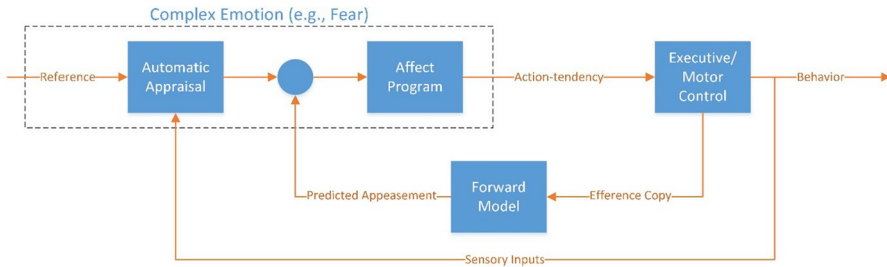 Complex Emotion (e.g., Fear)
Reference
Automatic
Appraisal
Affect
Program
Action-tendency
Executive/
Motor
Control
Behavior
Predicted Appeasement
Forward
Model
Efference Copy
Sensory Inputs